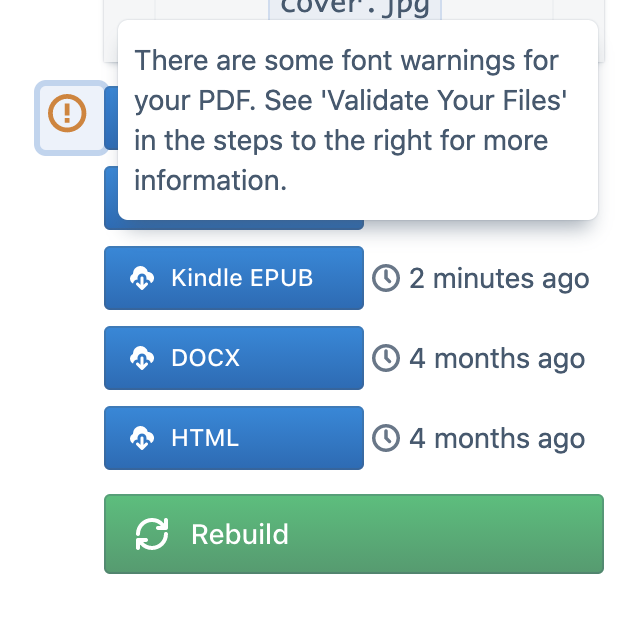 cover.jpg
There are some font warnings for
your PDF. See 'Validate Your Files'
in the steps to the right for more
information.
Kindle EPUB 2 minutes ago
DOCX 4 months ago
HTML 4 months ago
Rebuild